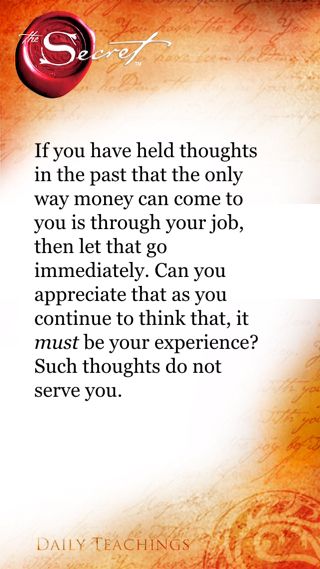 the Secret™
If you have held thoughts
in the past that the only
way money can come to
you is through your job,
then let that go
immediately. Can you
appreciate that as you
continue to think that, it
must be your experience?
Such thoughts do not
serve you.
DAILY TEACHINGS